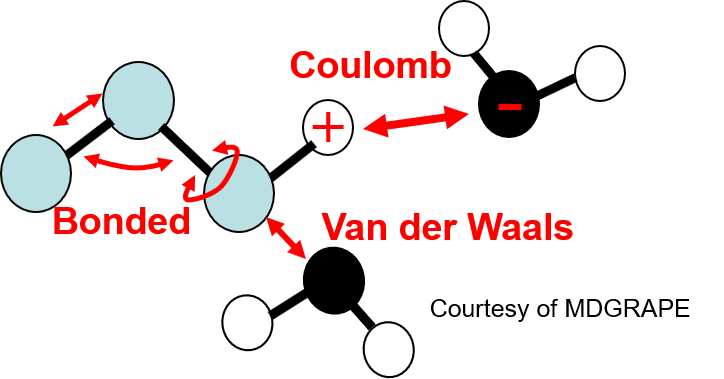 Coulomb
+
−
Bonded
Van der Waals
Courtesy of MDGRAPE